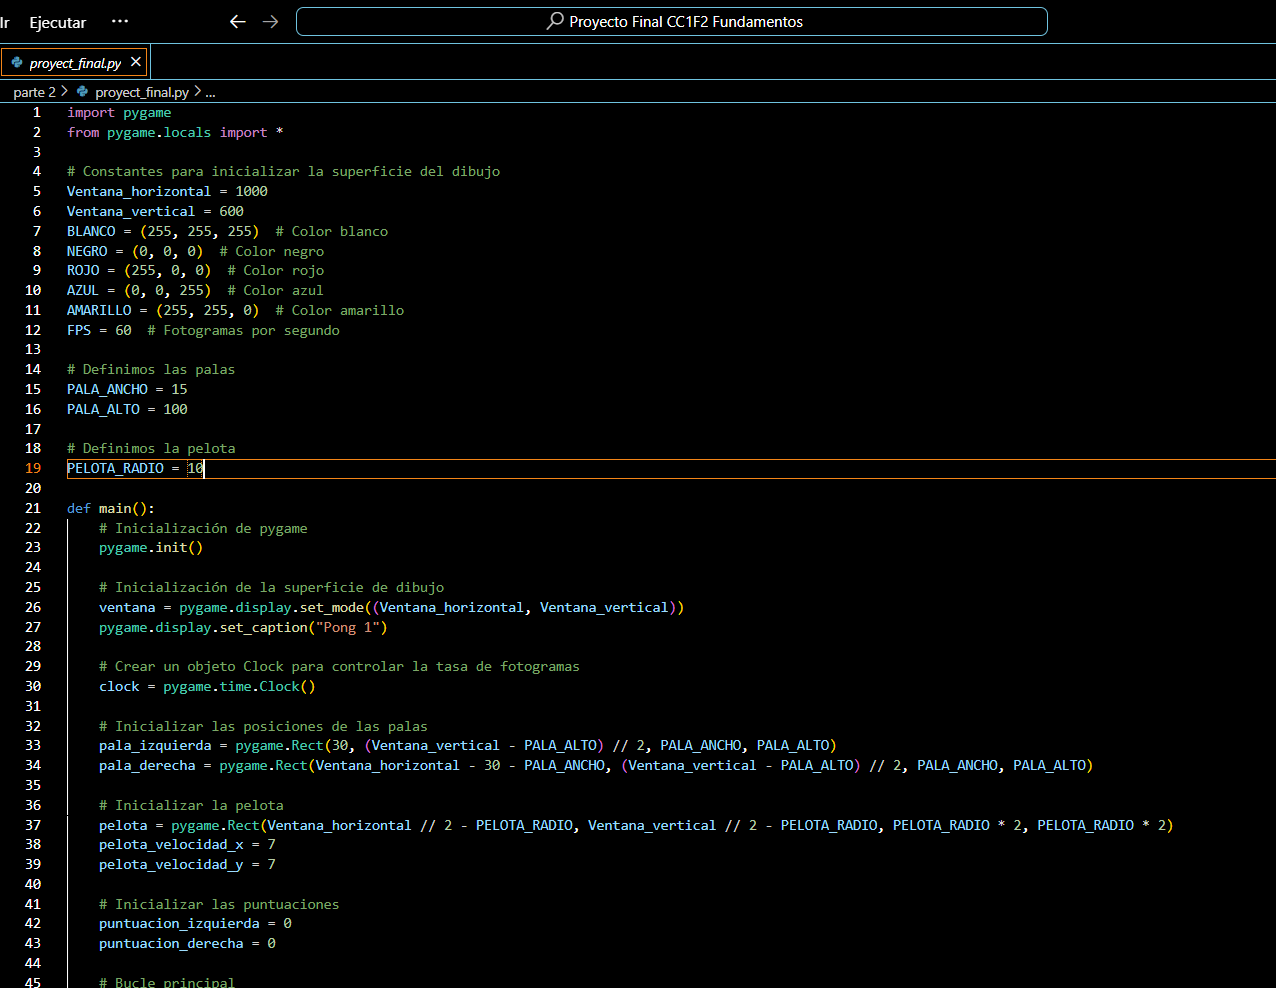 Ir Ejecutar ···
Proyecto Final CC1F2 Fundamentos
proyect_final.py
parte 2 > proyect_final.py > ...
1 import pygame
2 from pygame.locals import *
3
4 # Constantes para inicializar la superficie del dibujo
5 Ventana_horizontal = 1000
6 Ventana_vertical = 600
7 BLANCO = (255, 255, 255)  # Color blanco
8 NEGRO = (0, 0, 0)  # Color negro
9 ROJO = (255, 0, 0)  # Color rojo
10 AZUL = (0, 0, 255)  # Color azul
11 AMARILLO = (255, 255, 0)  # Color amarillo
12 FPS = 60  # Fotogramas por segundo
13
14 # Definimos las palas
15 PALA_ANCHO = 15
16 PALA_ALTO = 100
17
18 # Definimos la pelota
19 PELOTA_RADIO = 10
20
21 def main():
22     # Inicialización de pygame
23     pygame.init()
24
25     # Inicialización de la superficie de dibujo
26     ventana = pygame.display.set_mode((Ventana_horizontal, Ventana_vertical))
27     pygame.display.set_caption("Pong 1")
28
29     # Crear un objeto Clock para controlar la tasa de fotogramas
30     clock = pygame.time.Clock()
31
32     # Inicializar las posiciones de las palas
33     pala_izquierda = pygame.Rect(30, (Ventana_vertical - PALA_ALTO) // 2, PALA_ANCHO, PALA_ALTO)
34     pala_derecha = pygame.Rect(Ventana_horizontal - 30 - PALA_ANCHO, (Ventana_vertical - PALA_ALTO) // 2, PALA_ANCHO, PALA_ALTO)
35
36     # Inicializar la pelota
37     pelota = pygame.Rect(Ventana_horizontal // 2 - PELOTA_RADIO, Ventana_vertical // 2 - PELOTA_RADIO, PELOTA_RADIO * 2, PELOTA_RADIO * 2)
38     pelota_velocidad_x = 7
39     pelota_velocidad_y = 7
40
41     # Inicializar las puntuaciones
42     puntuacion_izquierda = 0
43     puntuacion_derecha = 0
44
45     # Bucle principal